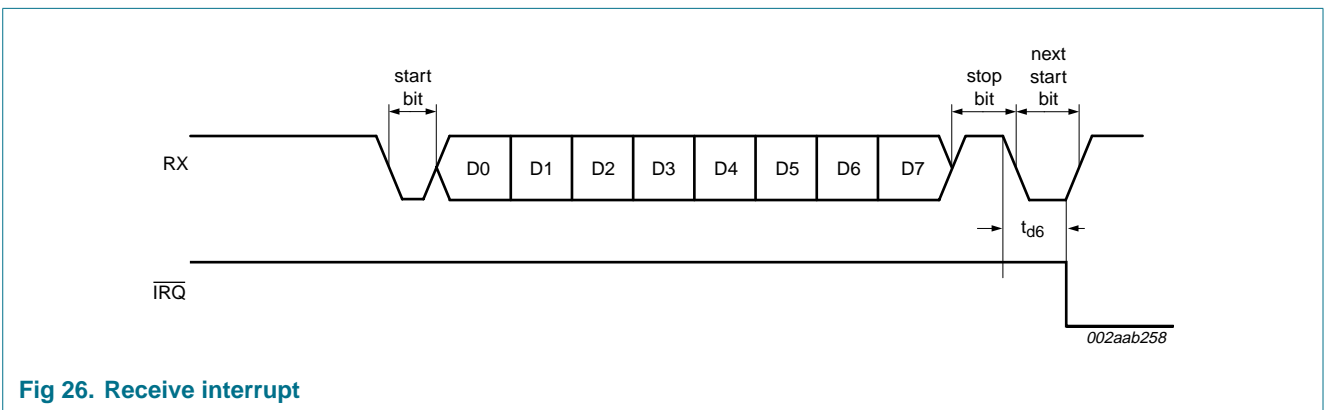 start
bit
stop
bit
next
start
bit
RX
D0 D1 D2 D3 D4 D5 D6 D7
td6
IRQ
002aab258
Fig 26. Receive interrupt